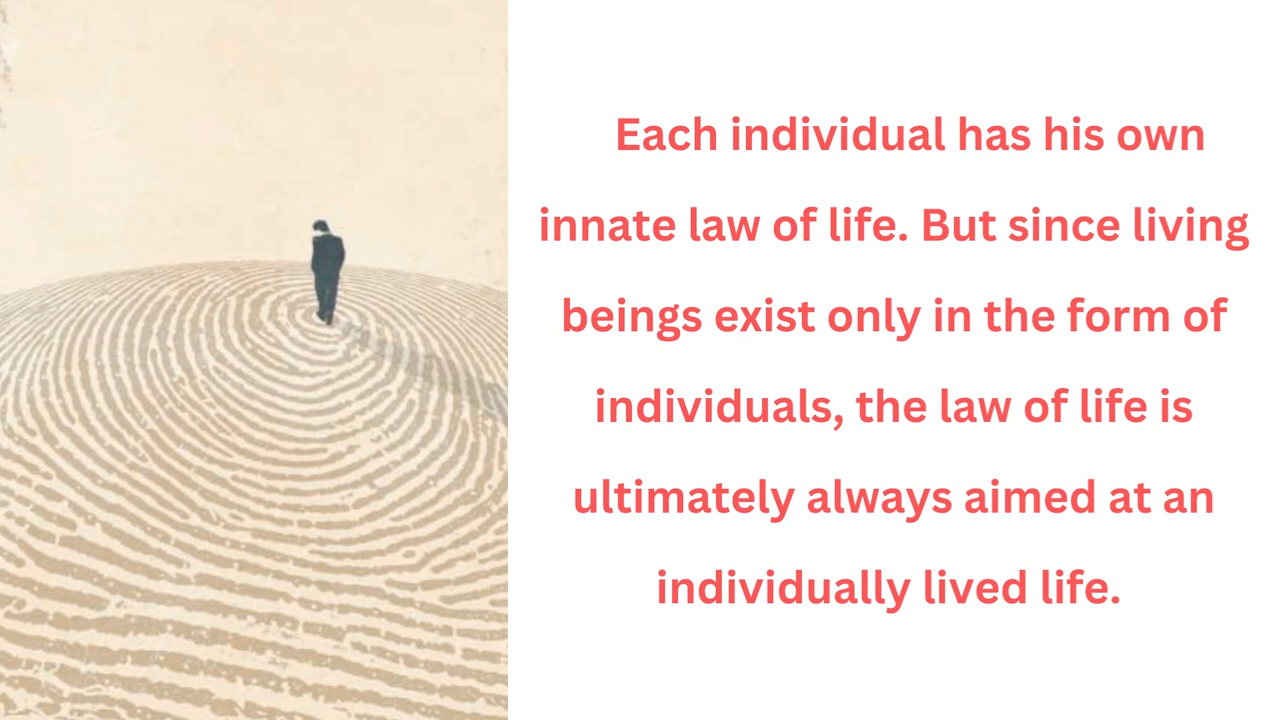 Each individual has his own
innate law of life. But since living
beings exist only in the form of
individuals, the law of life is
ultimately always aimed at an
individually lived life.